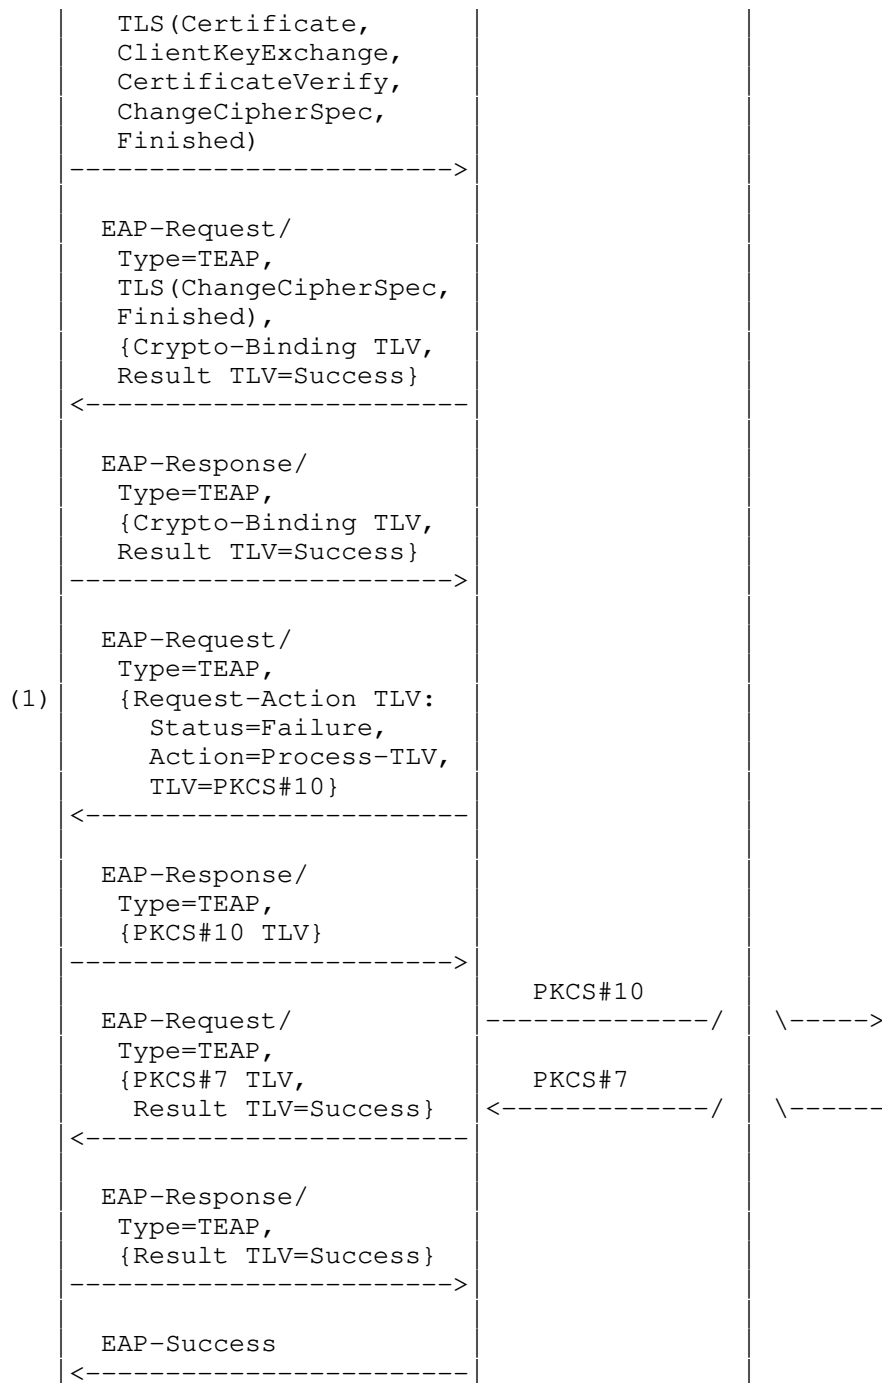 TLS(Certificate,
ClientKeyExchange,
CertificateVerify,
ChangeCipherSpec,
Finished)
EAP-Request/
Type=TEAP,
TLS(ChangeCipherSpec,
Finished),
{Crypto-Binding TLV,
Result TLV=Success}
EAP-Response/
Type=TEAP,
{Crypto-Binding TLV,
Result TLV=Success}
EAP-Request/
Type=TEAP,
(1) {Request-Action TLV:
Status=Failure,
Action=Process-TLV,
TLV=PKCS#10}
EAP-Response/
Type=TEAP,
{PKCS#10 TLV}
PKCS#10
EAP-Request/
Type=TEAP,
{PKCS#7 TLV, PKCS#7
Result TLV=Success}
EAP-Response/
Type=TEAP,
{Result TLV=Success}
EAP-Success